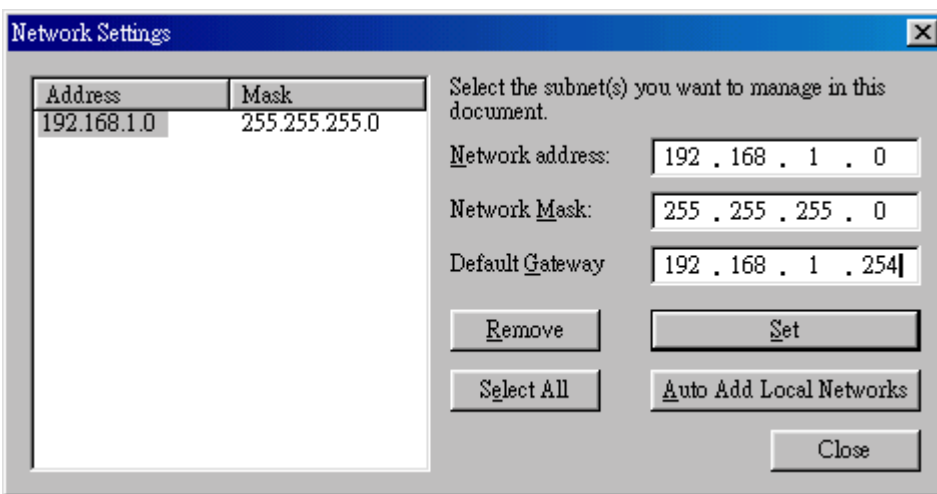 Network Settings
Address Mask
192.168.1.0 255.255.255.0
Select the subnet(s) you want to manage in this
document.
Network address: 192 . 168 . 1 . 0
Network Mask: 255 . 255 . 255 . 0
Default Gateway 192 . 168 . 1 . 254
Remove Set
Select All Auto Add Local Networks
Close